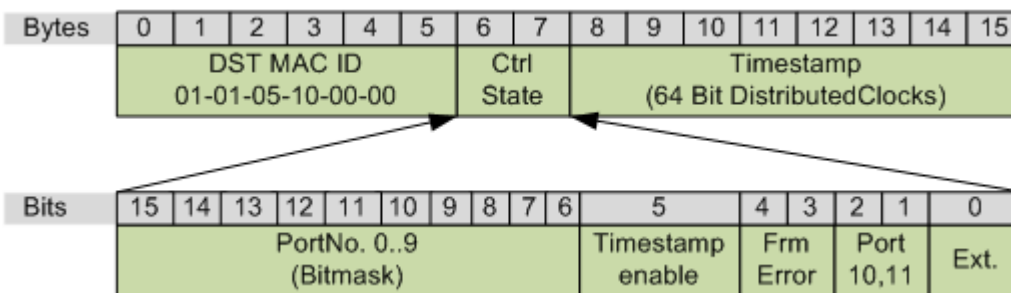 Bytes 0 1 2 3 4 5 6 7 8 9 10 11 12 13 14 15
DST MAC ID Ctrl Timestamp
01-01-05-10-00-00 State (64 Bit DistributedClocks)
Bits 15 14 13 12 11 10 9 8 7 6 5 4 3 2 1 0
PortNo. 0..9 Timestamp Frm Port Ext.
(Bitmask) enable Error 10,11